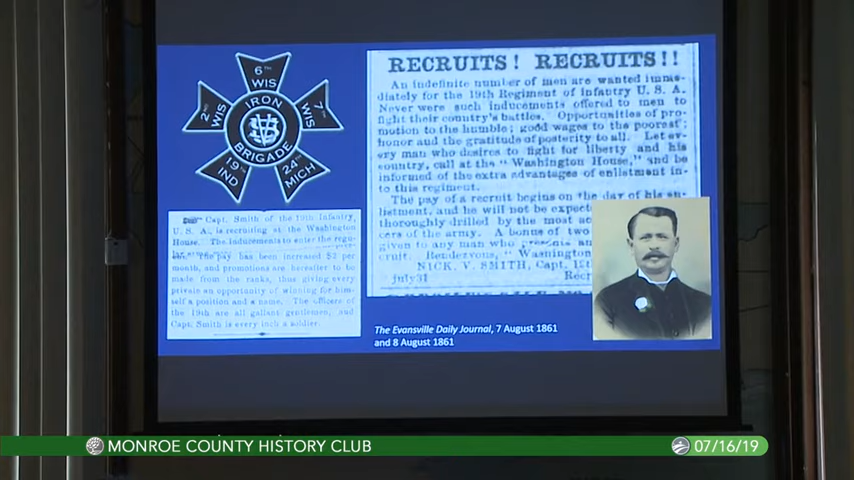 6TH
WIS
2ND
WIS
7TH
WIS
IRON
BRIGADE
19TH
IND
24TH
MICH
Capt. Smith of the 19th Infantry,
U. S. A., is recruiting at the Washington
House. The inducements to enter the regu-
The pay has been increased $2 per
month, and promotions are hereafter to be
made from the ranks, thus giving every
private an opportunity of winning for him-
self a position and a name. The officers of
the 19th are all gallant gentlemen, and
Capt. Smith is every inch a soldier.
RECRUITS! RECRUITS!!
An indefinite number of men are wanted imme-
diately for the 19th Regiment of infantry U. S. A.
Never were such inducements offered to men to
fight their country's battles. Opportunities of pro-
motion to the humble; good wages to the poorest;
honor and the gratitude of posterity to all. Let ev-
ery man who desires to fight for liberty and his
country, call at the "Washington House," and be
informed of the extra advantages of enlistment in-
to this regiment.
The pay of a recruit begins on the day of his en-
listment, and he will not be expect
thoroughly drilled by the most ac
cers of the army. A bonus of two
given to any man who presents an
cruit. Rendezvous, "Washington
NICK. V. SMITH, Capt. 19t
july31 Recr
The Evansville Daily Journal, 7 August 1861
and 8 August 1861
MONROE COUNTY HISTORY CLUB
07/16/19